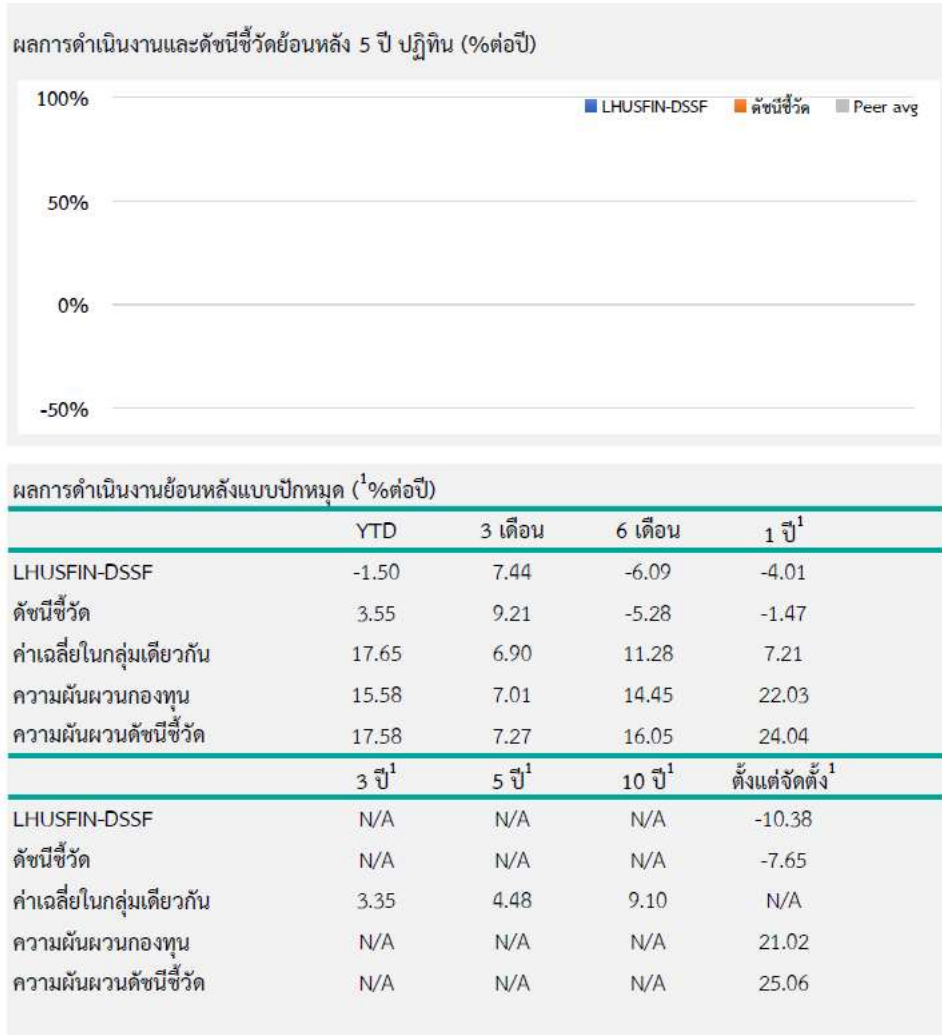 ผลการดำเนินงานและดัชนีชี้วัดย้อนหลัง 5 ปี ปฏิทิน (%ต่อปี)
100%
LHUSFIN-DSSF ดัชนีชี้วัด Peer avg
50%
0%
-50%
ผลการดำเนินงานย้อนหลังแบบปักหมุด (¹%ต่อปี)
YTD 3 เดือน 6 เดือน 1 ปี¹
LHUSFIN-DSSF -1.50 7.44 -6.09 -4.01
ดัชนีชี้วัด 3.55 9.21 -5.28 -1.47
ค่าเฉลี่ยในกลุ่มเดียวกัน 17.65 6.90 11.28 7.21
ความผันผวนกองทุน 15.58 7.01 14.45 22.03
ความผันผวนดัชนีชี้วัด 17.58 7.27 16.05 24.04
3 ปี¹ 5 ปี¹ 10 ปี¹ ตั้งแต่จัดตั้ง¹
LHUSFIN-DSSF N/A N/A N/A -10.38
ดัชนีชี้วัด N/A N/A N/A -7.65
ค่าเฉลี่ยในกลุ่มเดียวกัน 3.35 4.48 9.10 N/A
ความผันผวนกองทุน N/A N/A N/A 21.02
ความผันผวนดัชนีชี้วัด N/A N/A N/A 25.06